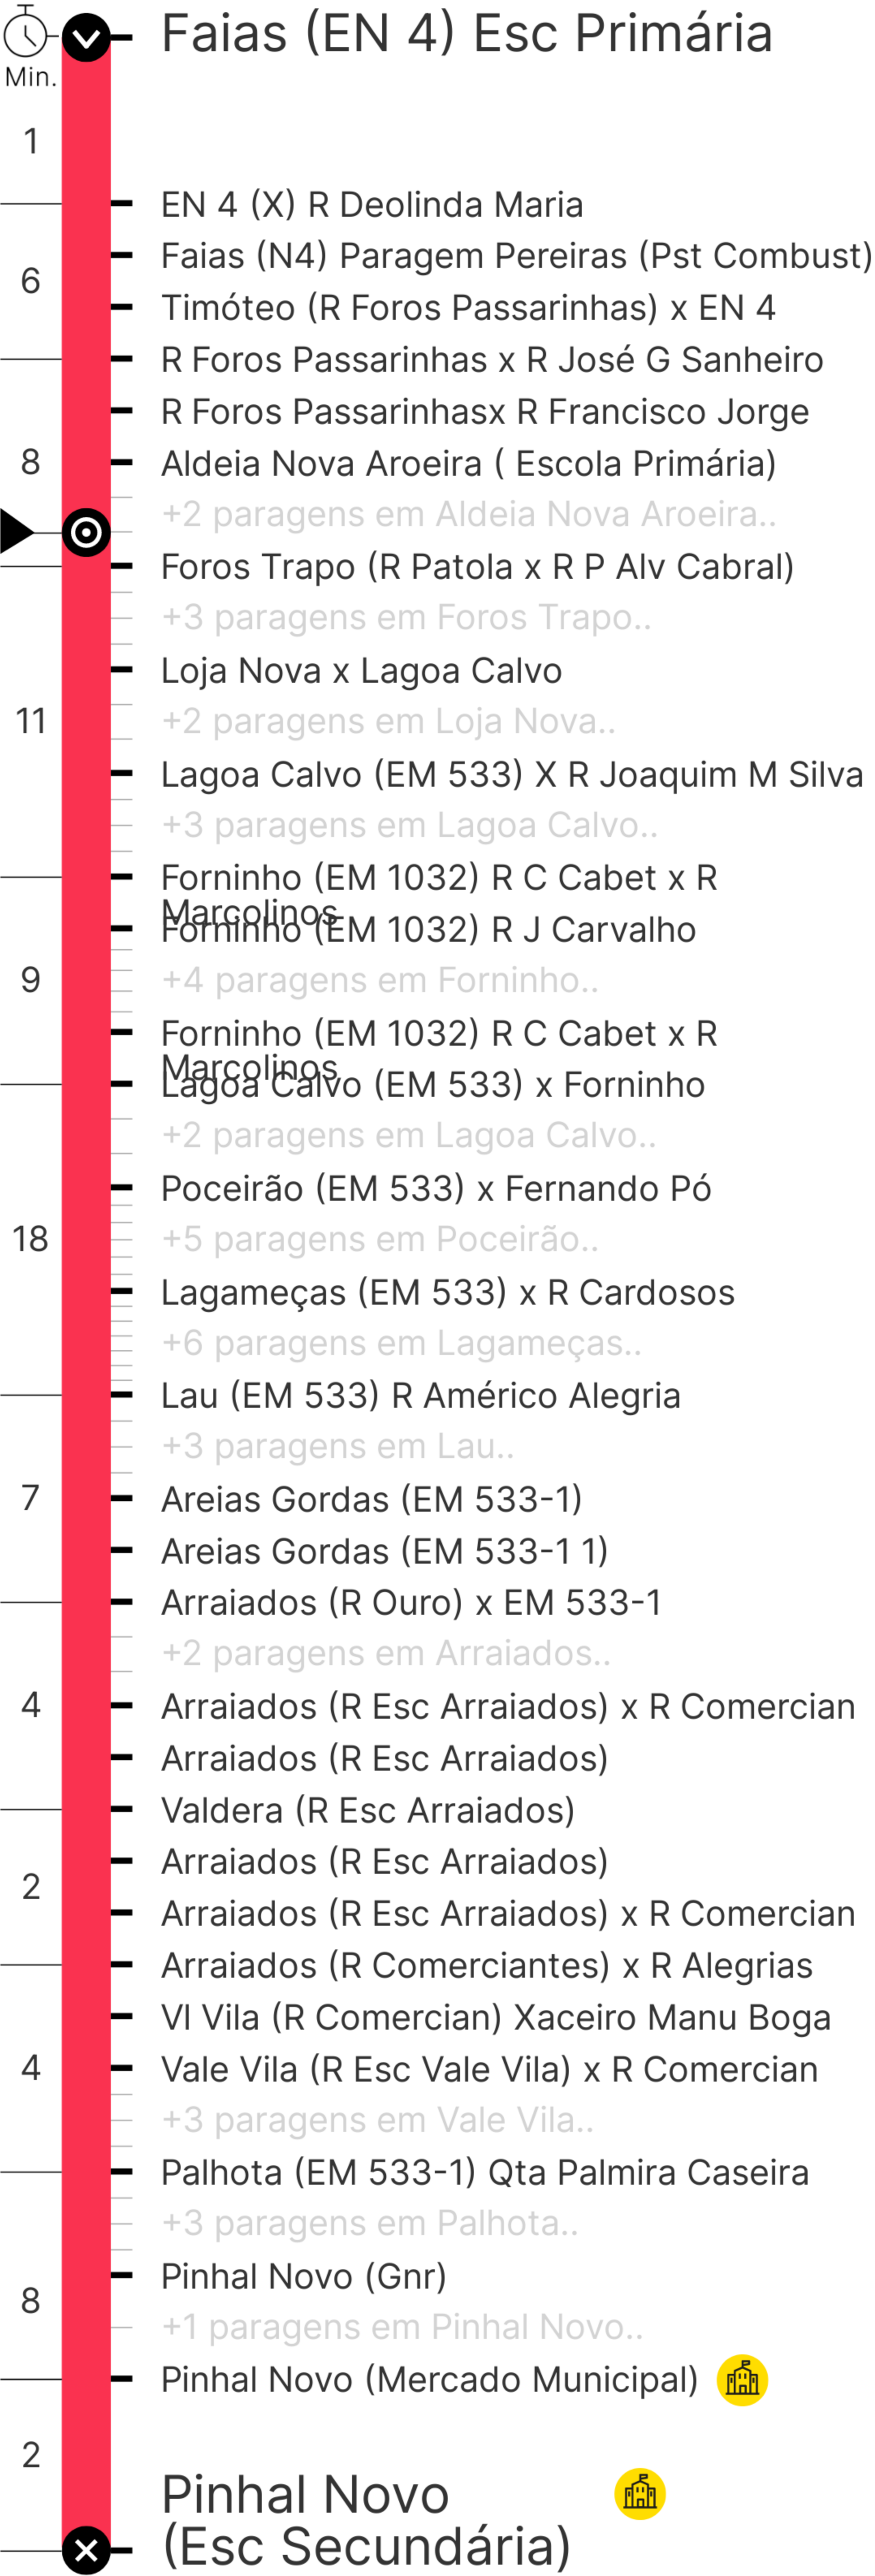 Faias (EN 4) Esc Primária
Min.
1
EN 4 (X) R Deolinda Maria
Faias (N4) Paragem Pereiras (Pst Combust)
6
Timóteo (R Foros Passarinhas) x EN 4
R Foros Passarinhas x R José G Sanheiro
R Foros Passarinhasx R Francisco Jorge
8
Aldeia Nova Aroeira ( Escola Primária)
+2 paragens em Aldeia Nova Aroeira..
Foros Trapo (R Patola x R P Alv Cabral)
+3 paragens em Foros Trapo..
Loja Nova x Lagoa Calvo
11
+2 paragens em Loja Nova..
Lagoa Calvo (EM 533) X R Joaquim M Silva
+3 paragens em Lagoa Calvo..
Forninho (EM 1032) R C Cabet x R
Marcolinos
Forninho (EM 1032) R J Carvalho
9
+4 paragens em Forninho..
Forninho (EM 1032) R C Cabet x R
Marcolinos
Lagoa Calvo (EM 533) x Forninho
+2 paragens em Lagoa Calvo..
Poceirão (EM 533) x Fernando Pó
18
+5 paragens em Poceirão..
Lagameças (EM 533) x R Cardosos
+6 paragens em Lagameças..
Lau (EM 533) R Américo Alegria
+3 paragens em Lau..
7
Areias Gordas (EM 533-1)
Areias Gordas (EM 533-1 1)
Arraiados (R Ouro) x EM 533-1
+2 paragens em Arraiados..
4
Arraiados (R Esc Arraiados) x R Comercian
Arraiados (R Esc Arraiados)
Valdera (R Esc Arraiados)
Arraiados (R Esc Arraiados)
2
Arraiados (R Esc Arraiados) x R Comercian
Arraiados (R Comerciantes) x R Alegrias
Vl Vila (R Comercian) Xaceiro Manu Boga
4
Vale Vila (R Esc Vale Vila) x R Comercian
+3 paragens em Vale Vila..
Palhota (EM 533-1) Qta Palmira Caseira
+3 paragens em Palhota..
Pinhal Novo (Gnr)
8
+1 paragens em Pinhal Novo..
Pinhal Novo (Mercado Municipal)
2
Pinhal Novo
(Esc Secundária)